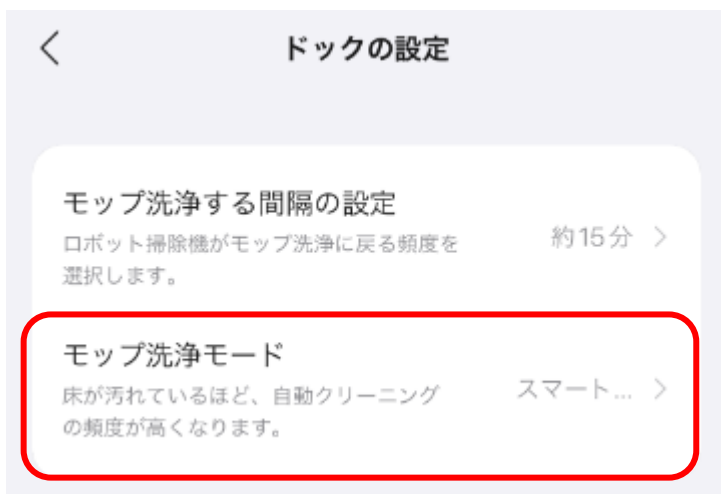 ドックの設定
モップ洗浄する間隔の設定
ロボット掃除機がモップ洗浄に戻る頻度を
選択します。
約15分
モップ洗浄モード
床が汚れているほど、自動クリーニング
の頻度が高くなります。
スマート...